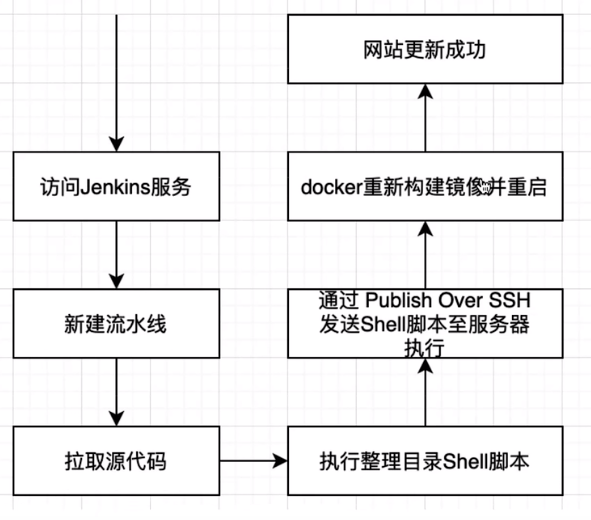 访问Jenkins服务
新建流水线
拉取源代码
执行整理目录Shell脚本
通过 Publish Over SSH
发送Shell脚本至服务器
执行
docker重新构建镜像并重启
网站更新成功